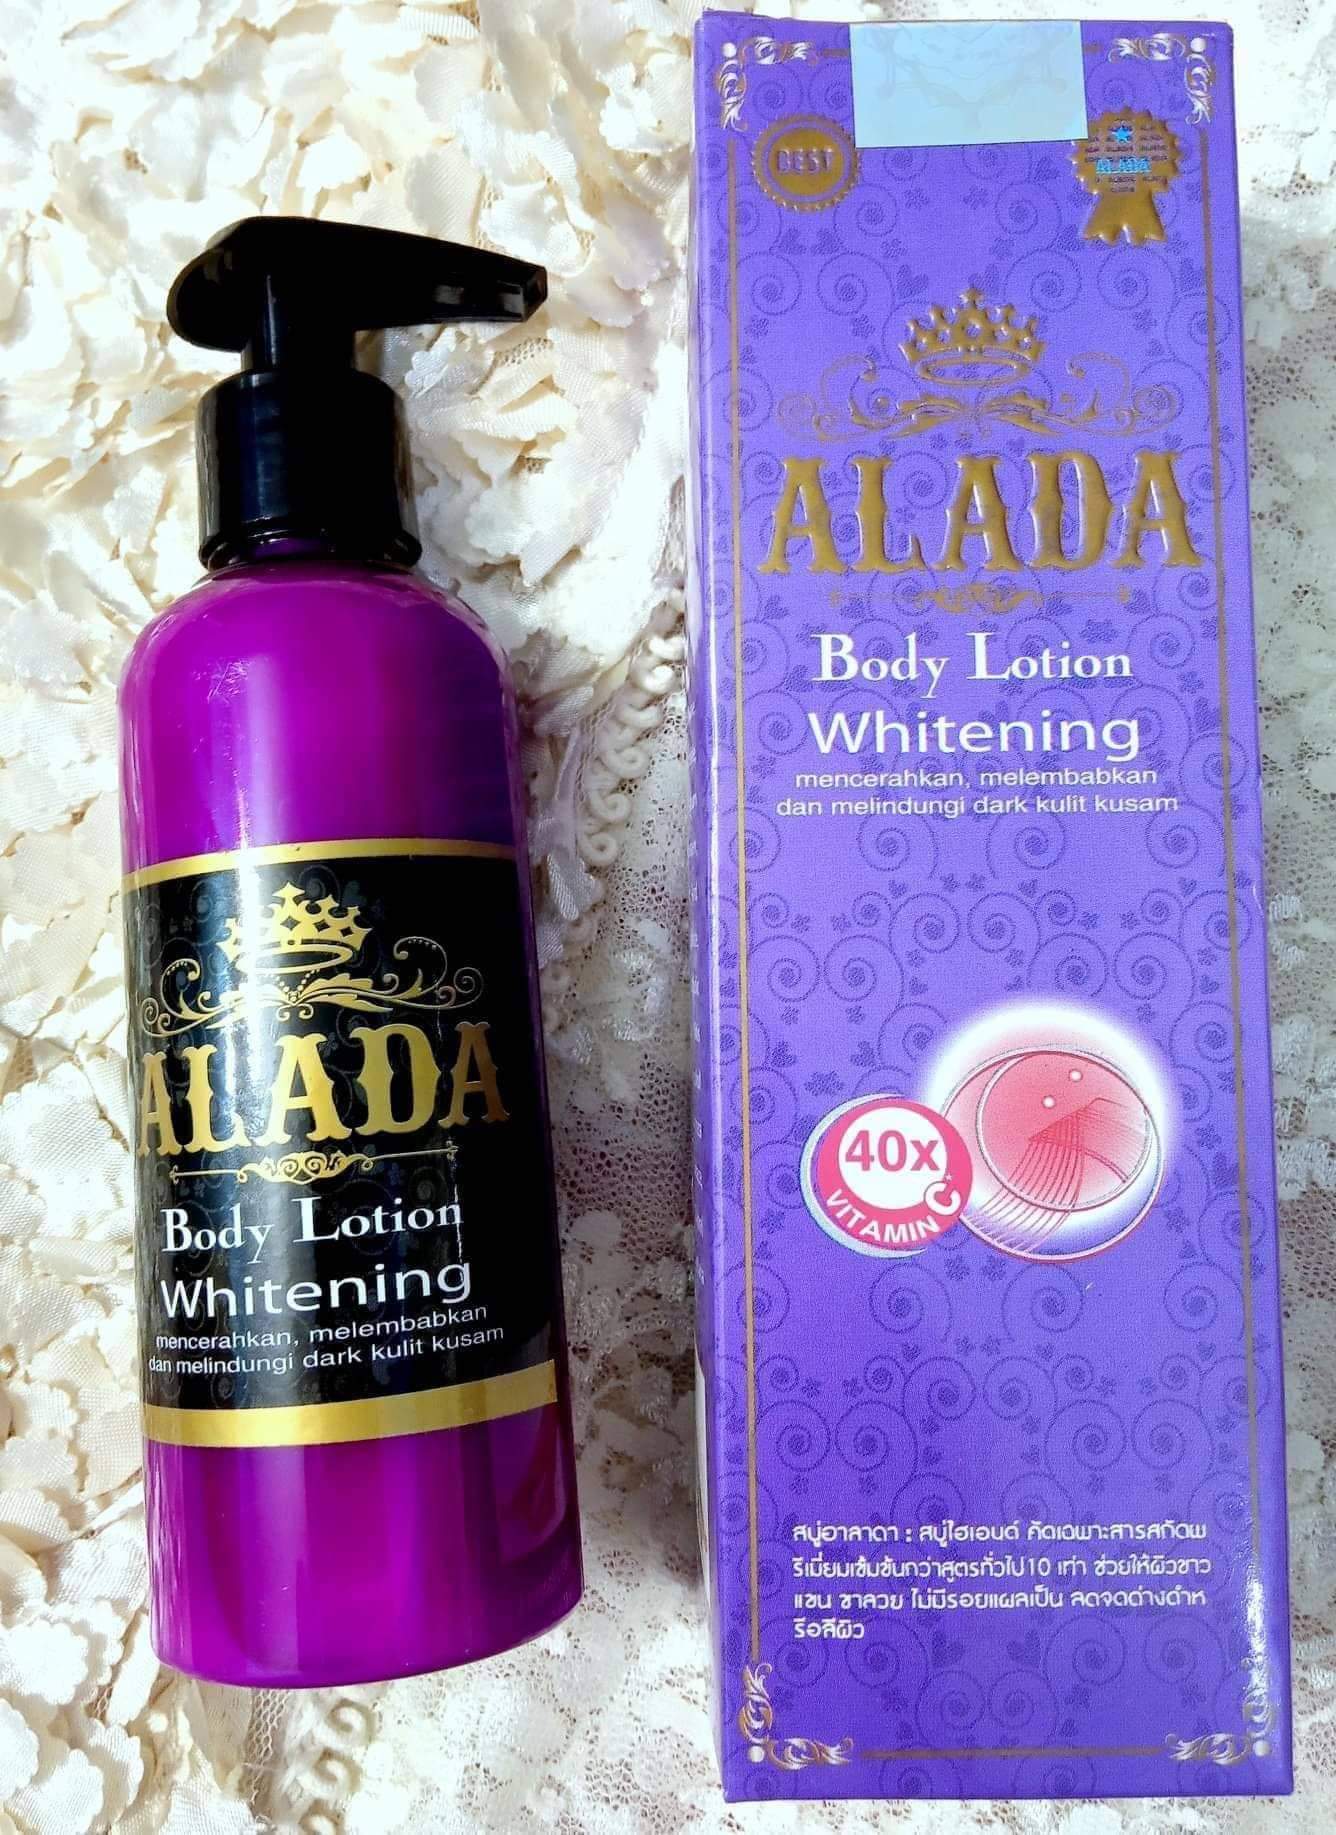 ALADA
Body Lotion
Whitening
mencerahkan, melembabkan
dan melindungi dark kulit kusam
BEST
ALADA
ALADA
Body Lotion
Whitening
mencerahkan, melembabkan
dan melindungi dark kulit kusam
40x
VITAMIN C
สบู่อาลาดา : สบู่ไฮเอนด์ คัดเฉพาะสารสกัดพ
รีเมี่ยมเข้มข้นกว่าสูตรทั่วไป10 เท่า ช่วยให้ผิวขาว
แขน ขาลวย ไม่มีรอยแผลเป็น ลดจุดด่างดำห
รือสีผิว